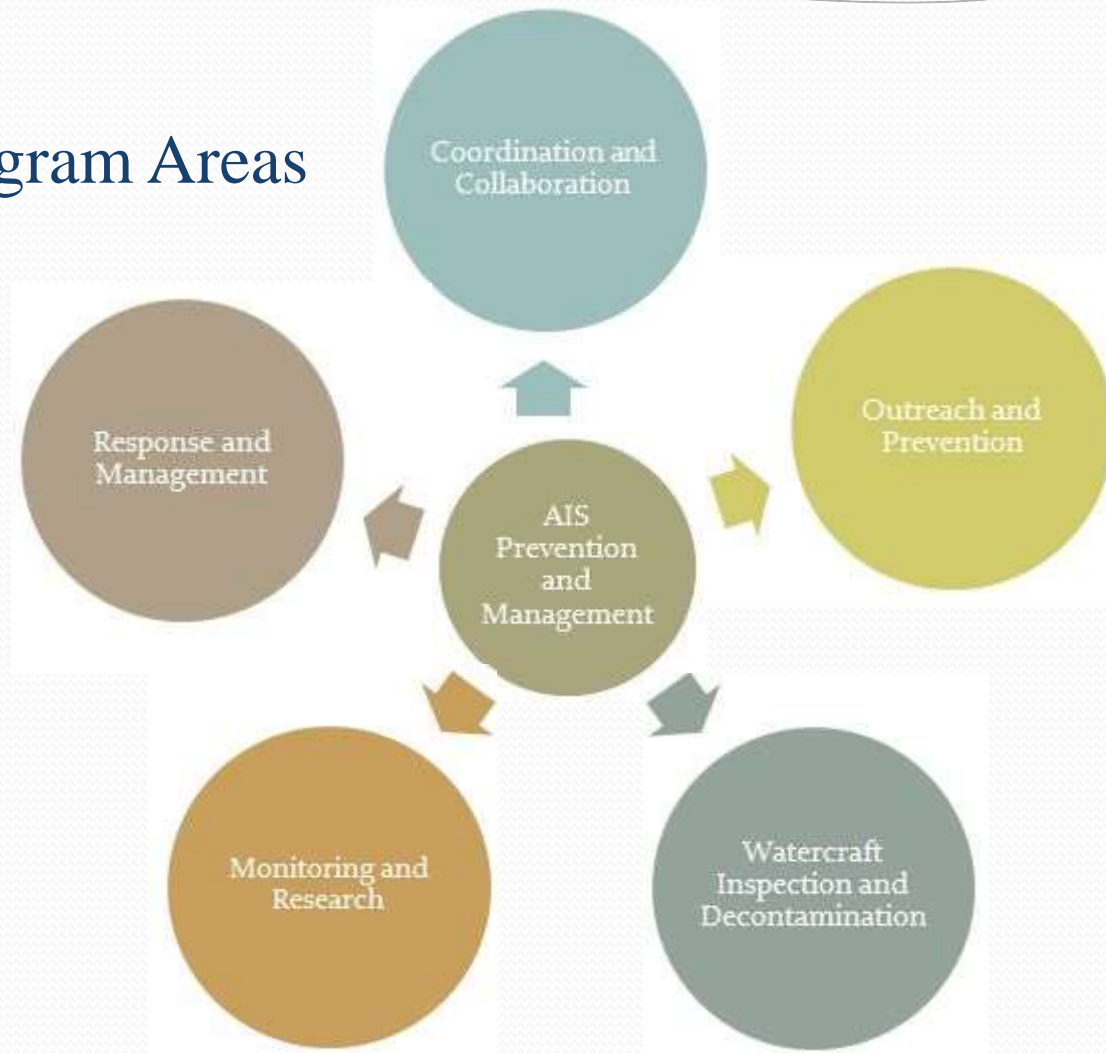 gram Areas
Coordination and
Collaboration
Outreach and
Prevention
Response and
Management
AIS
Prevention
and
Management
Monitoring and
Research
Watercraft
Inspection and
Decontamination